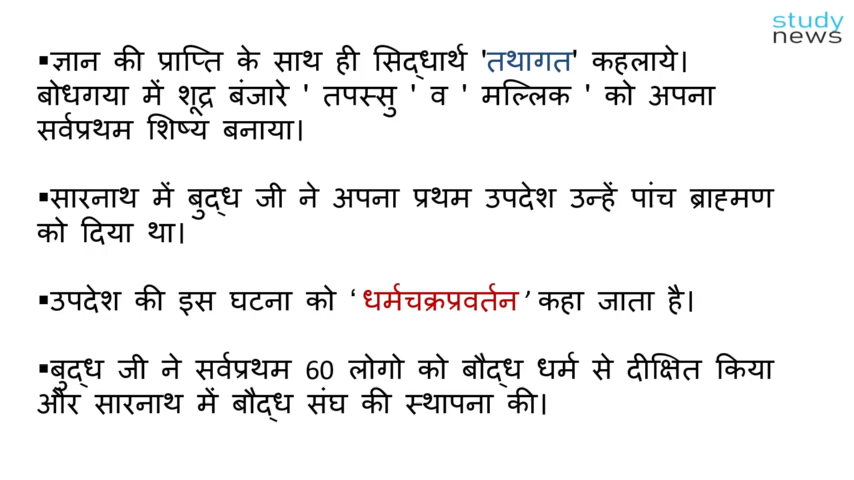 study
news
▪ज्ञान की प्राप्ति के साथ ही सिद्धार्थ 'तथागत' कहलाये।
बोधगया में शूद्र बंजारे ' तपस्सु ' व ' मल्लिक ' को अपना
सर्वप्रथम शिष्य बनाया।
▪सारनाथ में बुद्ध जी ने अपना प्रथम उपदेश उन्हें पांच ब्राह्मण
को दिया था।
▪उपदेश की इस घटना को ‘ धर्मचक्रप्रवर्तन ’ कहा जाता है।
▪बुद्ध जी ने सर्वप्रथम 60 लोगो को बौद्ध धर्म से दीक्षित किया
और सारनाथ में बौद्ध संघ की स्थापना की।